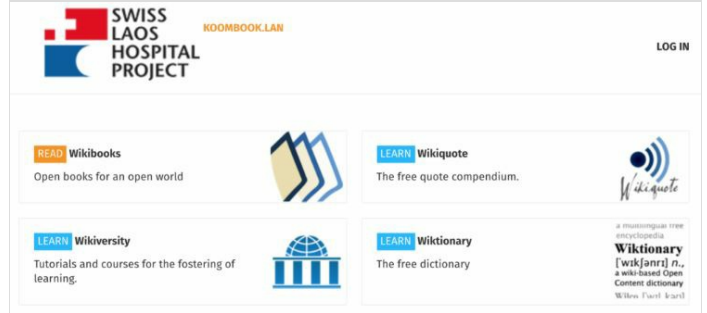 SWISS
LAOS
HOSPITAL
PROJECT
KOOMBOOK.LAN
LOG IN
READ Wikibooks
Open books for an open world
LEARN Wikiquote
The free quote compendium.
Wikiquote
LEARN Wikiversity
Tutorials and courses for the fostering of
learning.
LEARN Wiktionary
The free dictionary
a multilingual free
encyclopedia
Wiktionary
[ˈwɪkʃənrɪ] n.,
a wiki-based Open
Content dictionary